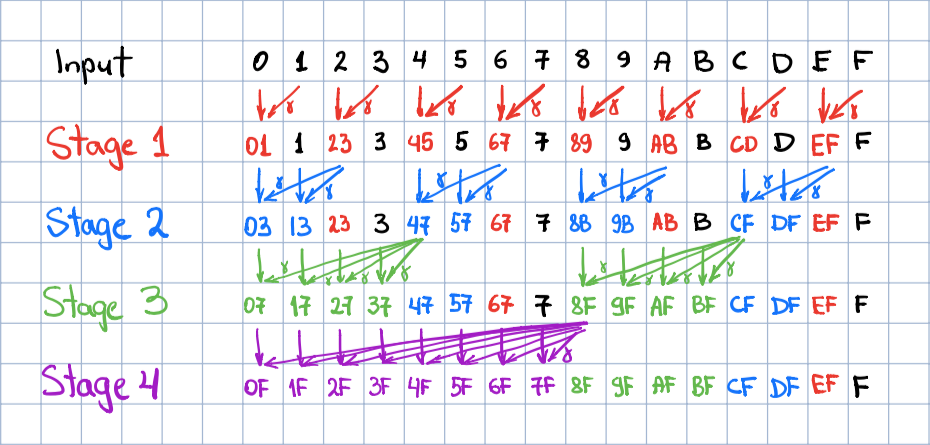 Input 0 1 2 3 4 5 6 7 8 9 A B C D E F
γ γ γ γ γ γ γ γ
Stage 1 01 1 23 3 45 5 67 7 89 9 AB B CD D EF F
γ γ γ γ γ γ γ γ
Stage 2 03 13 23 3 47 57 67 7 8B 9B AB B CF DF EF F
γ γ γ γ γ γ γ γ
Stage 3 07 17 27 37 47 57 67 7 8F 9F AF BF CF DF EF F
γ
Stage 4 0F 1F 2F 3F 4F 5F 6F 7F 8F 9F AF BF CF DF EF F